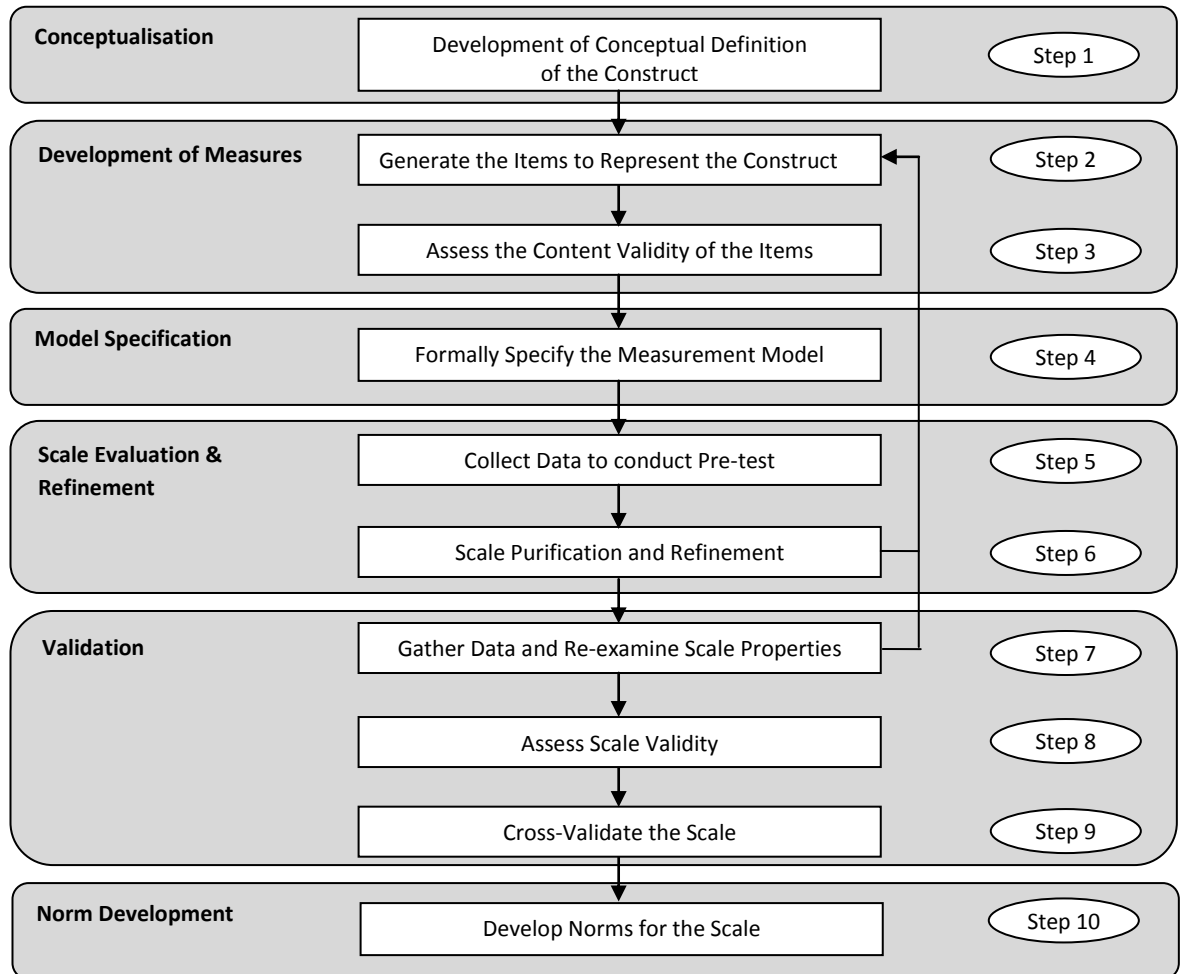 Conceptualisation
Development of Conceptual Definition
of the Construct
Step 1
Development of Measures
Generate the Items to Represent the Construct
Step 2
Assess the Content Validity of the Items
Step 3
Model Specification
Formally Specify the Measurement Model
Step 4
Scale Evaluation &
Refinement
Collect Data to conduct Pre-test
Step 5
Scale Purification and Refinement
Step 6
Validation
Gather Data and Re-examine Scale Properties
Step 7
Assess Scale Validity
Step 8
Cross-Validate the Scale
Step 9
Norm Development
Develop Norms for the Scale
Step 10